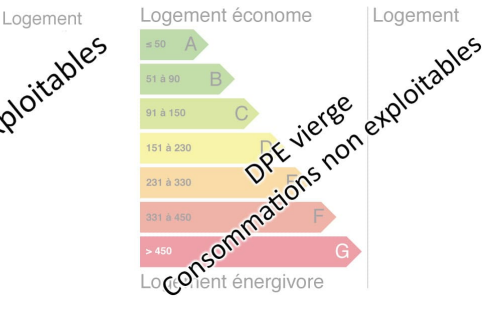 Logement
ploitables
Logement économe
≤ 50 A
51 à 90 B
91 à 150 C
151 à 230 D
231 à 330 E
331 à 450 F
> 450 G
Logement énergivore
DPE vierge
Consommations non exploitables
Logement